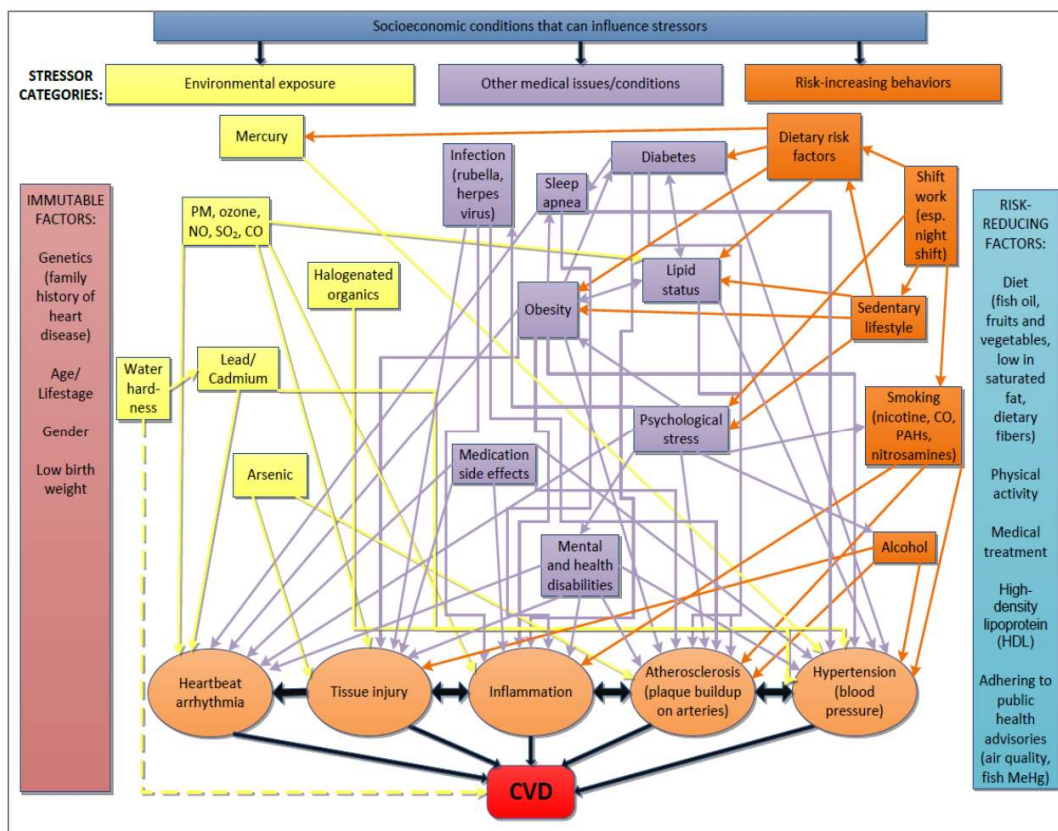 Socioeconomic conditions that can influence stressors
STRESSOR
CATEGORIES:
Environmental exposure
Other medical issues/conditions
Risk-increasing behaviors
Mercury
Infection
(rubella,
herpes
virus)
Diabetes
Dietary risk
factors
Sleep
apnea
Shift
work
(esp.
night
shift)
IMMUTABLE
FACTORS:
Genetics
(family
history of
heart
disease)
Age/
Lifestage
Gender
Low birth
weight
PM, ozone,
NO, SO₂, CO
Halogenated
organics
Lipid
status
Obesity
Sedentary
lifestyle
Water
hard-
ness
Lead/
Cadmium
Psychological
stress
Smoking
(nicotine, CO,
PAHs,
nitrosamines)
Arsenic
Medication
side effects
Mental
and health
disabilities
Alcohol
RISK-
REDUCING
FACTORS:
Diet
(fish oil,
fruits and
vegetables,
low in
saturated
fat,
dietary
fibers)
Physical
activity
Medical
treatment
High-
density
lipoprotein
(HDL)
Adhering to
public
health
advisories
(air quality,
fish MeHg)
Heartbeat
arrhythmia
Tissue injury
Inflammation
Atherosclerosis
(plaque buildup
on arteries)
Hypertension
(blood
pressure)
CVD